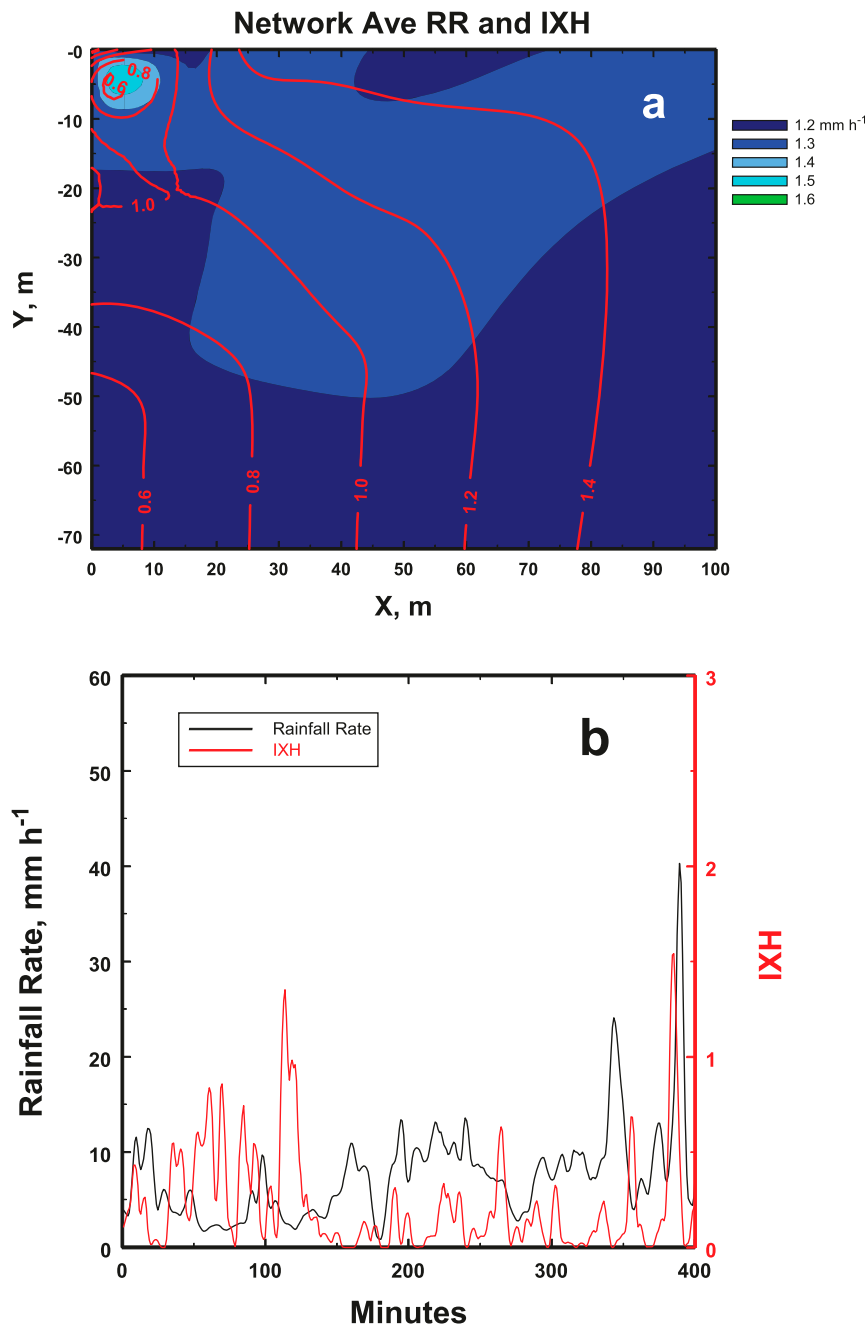 Network Ave RR and IXH
-0
-10
-20
-30
-40
-50
-60
-70
Y, m
0.8
0.6
1.0
0.6
0.8
1.0
1.2
1.4
a
1.2 mm h⁻¹
1.3
1.4
1.5
1.6
0 10 20 30 40 50 60 70 80 90 100
X, m
60
50
40
30
20
10
0
Rainfall Rate, mm h⁻¹
Rainfall Rate
IXH
b
3
2
1
0
IXH
0 100 200 300 400
Minutes